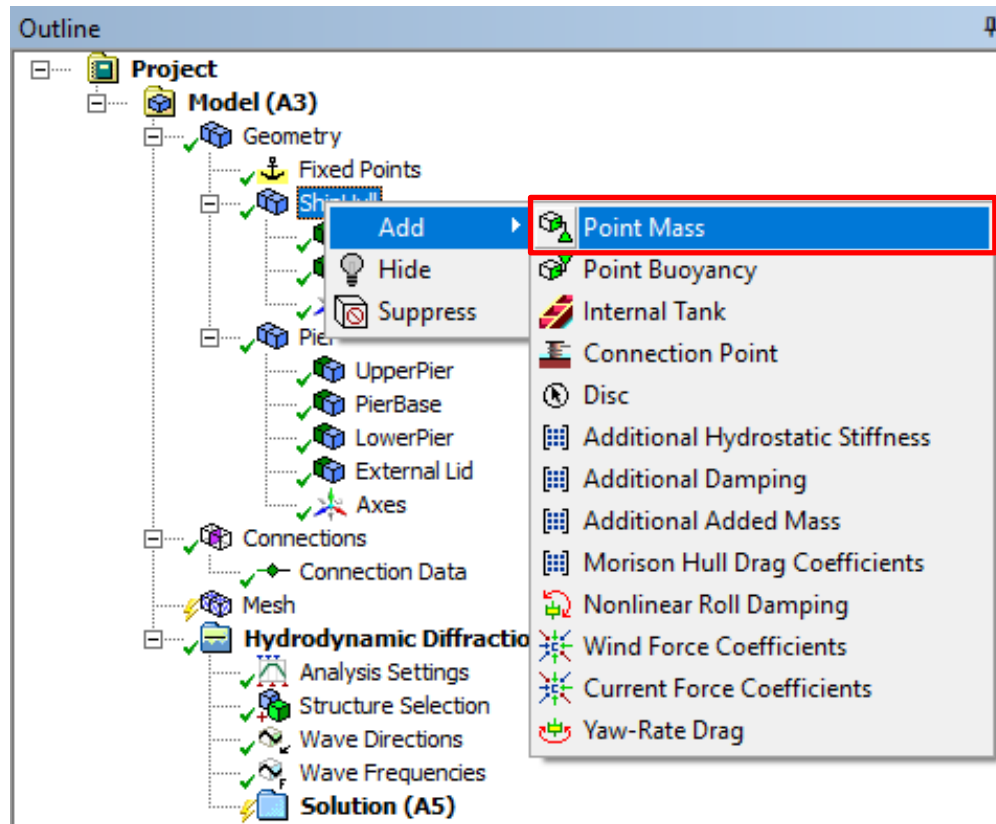 Outline
Project
Model (A3)
Geometry
Fixed Points
Add
Hide
Suppress
Point Mass
Point Buoyancy
Internal Tank
Connection Point
Disc
Additional Hydrostatic Stiffness
Additional Damping
Additional Added Mass
Morison Hull Drag Coefficients
Nonlinear Roll Damping
Wind Force Coefficients
Current Force Coefficients
Yaw-Rate Drag
Pier
UpperPier
PierBase
LowerPier
External Lid
Axes
Connections
Connection Data
Mesh
Hydrodynamic Diffractio
Analysis Settings
Structure Selection
Wave Directions
Wave Frequencies
Solution (A5)